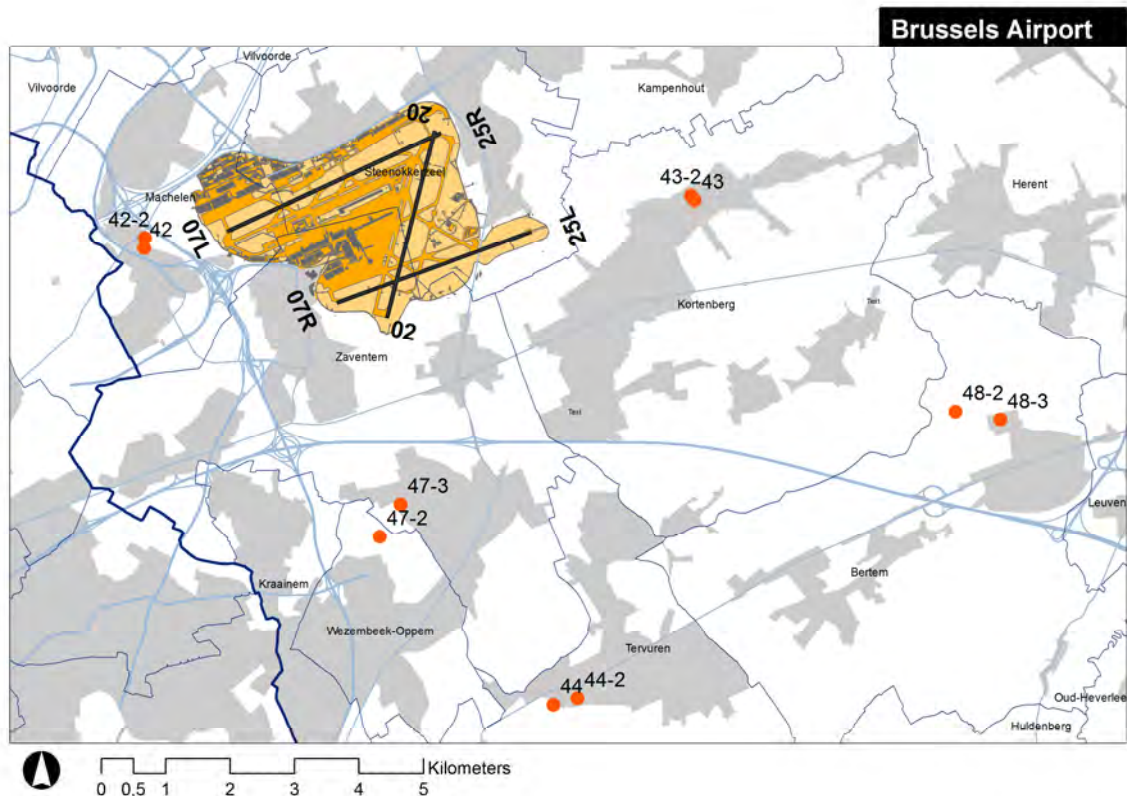 Brussels Airport
Vilvoorde
Vilvoorde
Kampenhout
20
25R
Steenokkerzeel
43-2 43
Herent
Machelen
42-2 42
07L
25L
07R
02
Kortenberg
Text
Zaventem
48-2
48-3
Text
47-3
47-2
Leuven
Kraainem
Bertem
Wezembeek-Oppem
Tervuren
44 44-2
Oud-Heverlee
Huldenberg
Kilometers
0 0,5 1 2 3 4 5